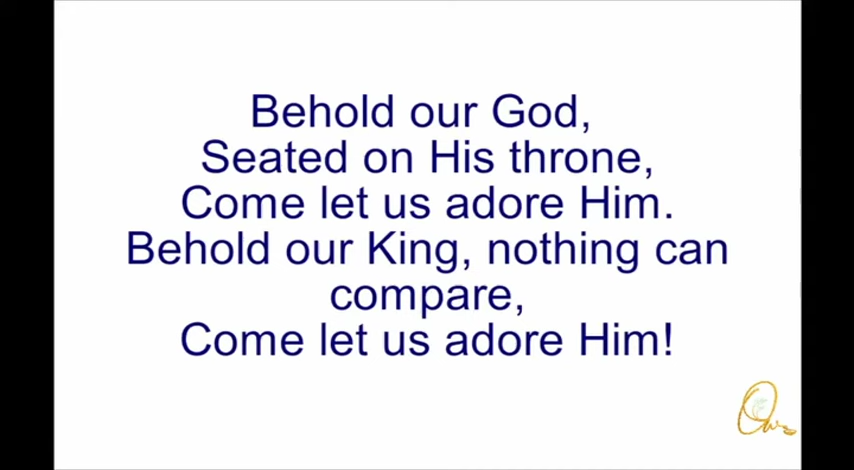 Behold our God,
Seated on His throne,
Come let us adore Him.
Behold our King, nothing can
compare,
Come let us adore Him!